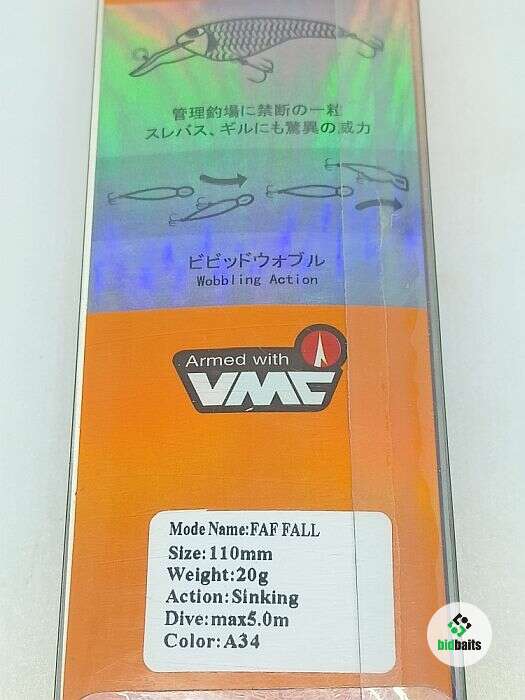 管理釣場に禁断の一粒
スレバス、ギルにも驚異の威力
ビビッドウォブル
Wobbling Action
Armed with
VMC
Mode Name:FAF FALL
Size:110mm
Weight:20g
Action:Sinking
Dive:max5.0m
Color:A34
bidbaits